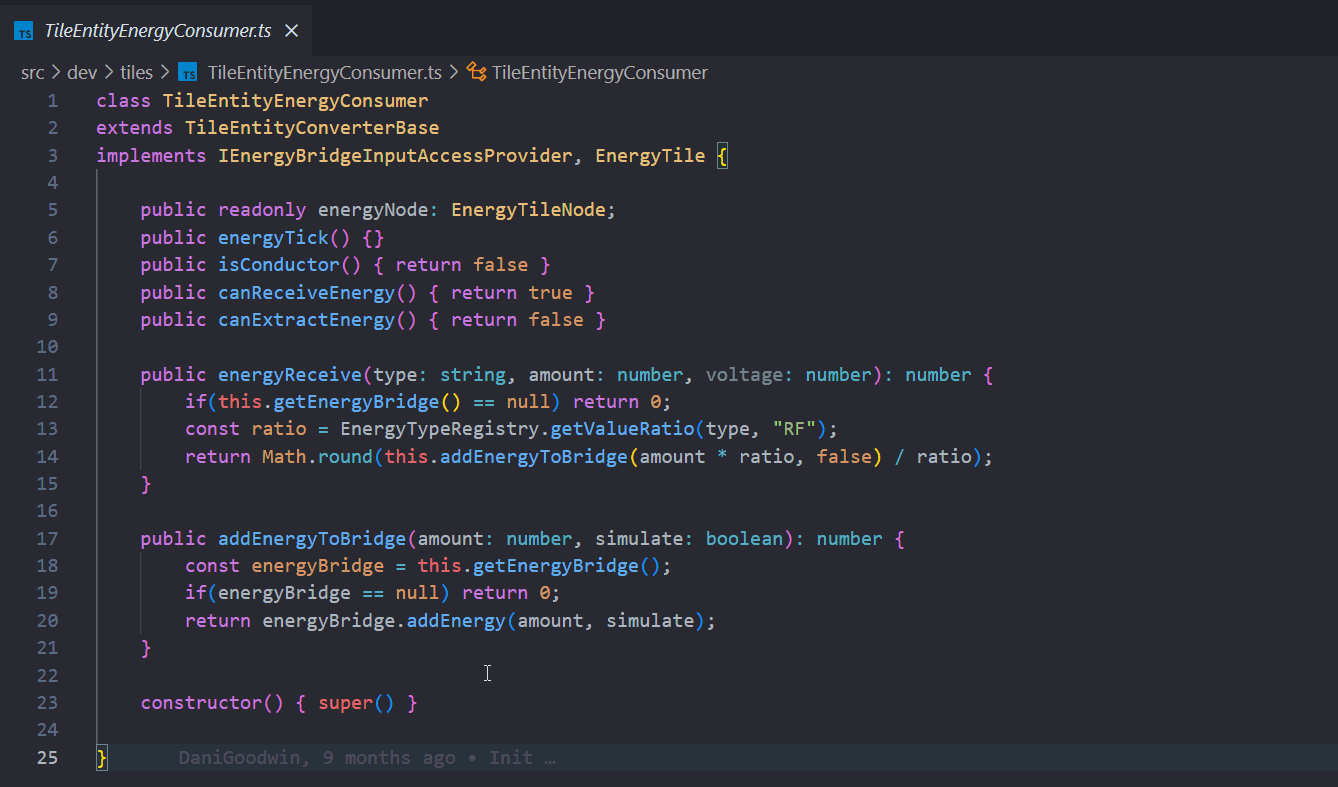 TS TileEntityEnergyConsumer.ts ×
src > dev > tiles > TS TileEntityEnergyConsumer.ts > TileEntityEnergyConsumer
1 class TileEntityEnergyConsumer
2 extends TileEntityConverterBase
3 implements IEnergyBridgeInputAccessProvider, EnergyTile {
4
5 public readonly energyNode: EnergyTileNode;
6 public energyTick() {}
7 public isConductor() { return false }
8 public canReceiveEnergy() { return true }
9 public canExtractEnergy() { return false }
10
11 public energyReceive(type: string, amount: number, voltage: number): number {
12 if(this.getEnergyBridge() == null) return 0;
13 const ratio = EnergyTypeRegistry.getValueRatio(type, "RF");
14 return Math.round(this.addEnergyToBridge(amount * ratio, false) / ratio);
15 }
16
17 public addEnergyToBridge(amount: number, simulate: boolean): number {
18 const energyBridge = this.getEnergyBridge();
19 if(energyBridge == null) return 0;
20 return energyBridge.addEnergy(amount, simulate);
21 }
22
23 constructor() { super() }
24
25 } DaniGoodwin, 9 months ago • Init …